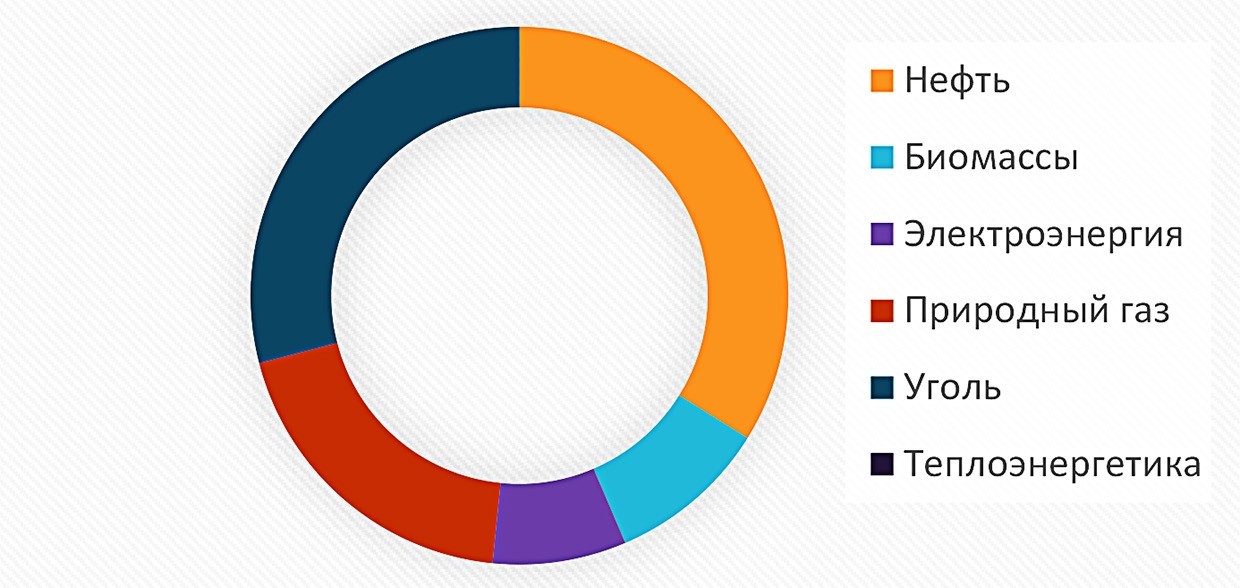 Нефть
Биомассы
Электроэнергия
Природный газ
Уголь
Теплоэнергетика